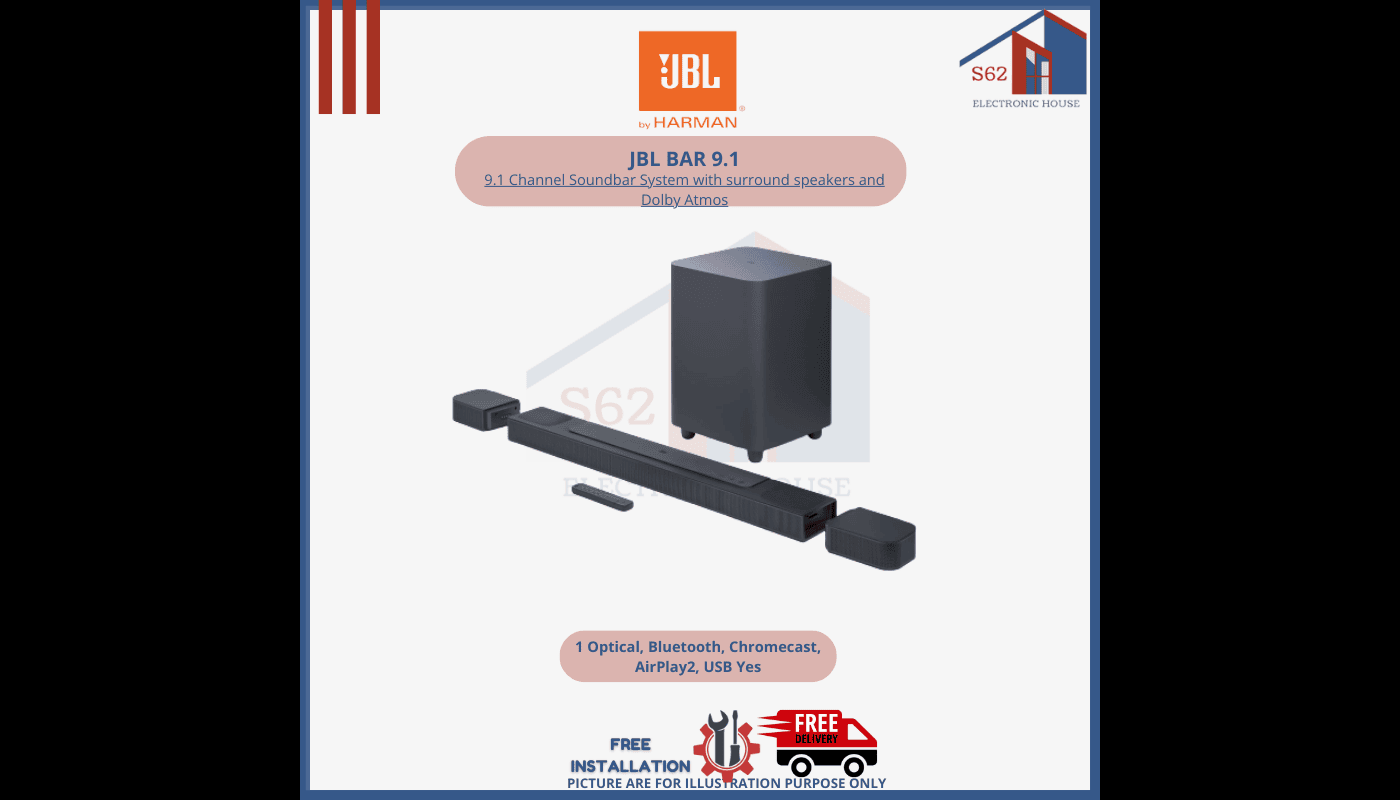 JBL
by HARMAN
S62
ELECTRONIC HOUSE
JBL BAR 9.1
9.1 Channel Soundbar System with surround speakers and
Dolby Atmos
S62
1 Optical, Bluetooth, Chromecast,
AirPlay2, USB Yes
FREE
INSTALLATION
FREE
DELIVERY
PICTURE ARE FOR ILLUSTRATION PURPOSE ONLY